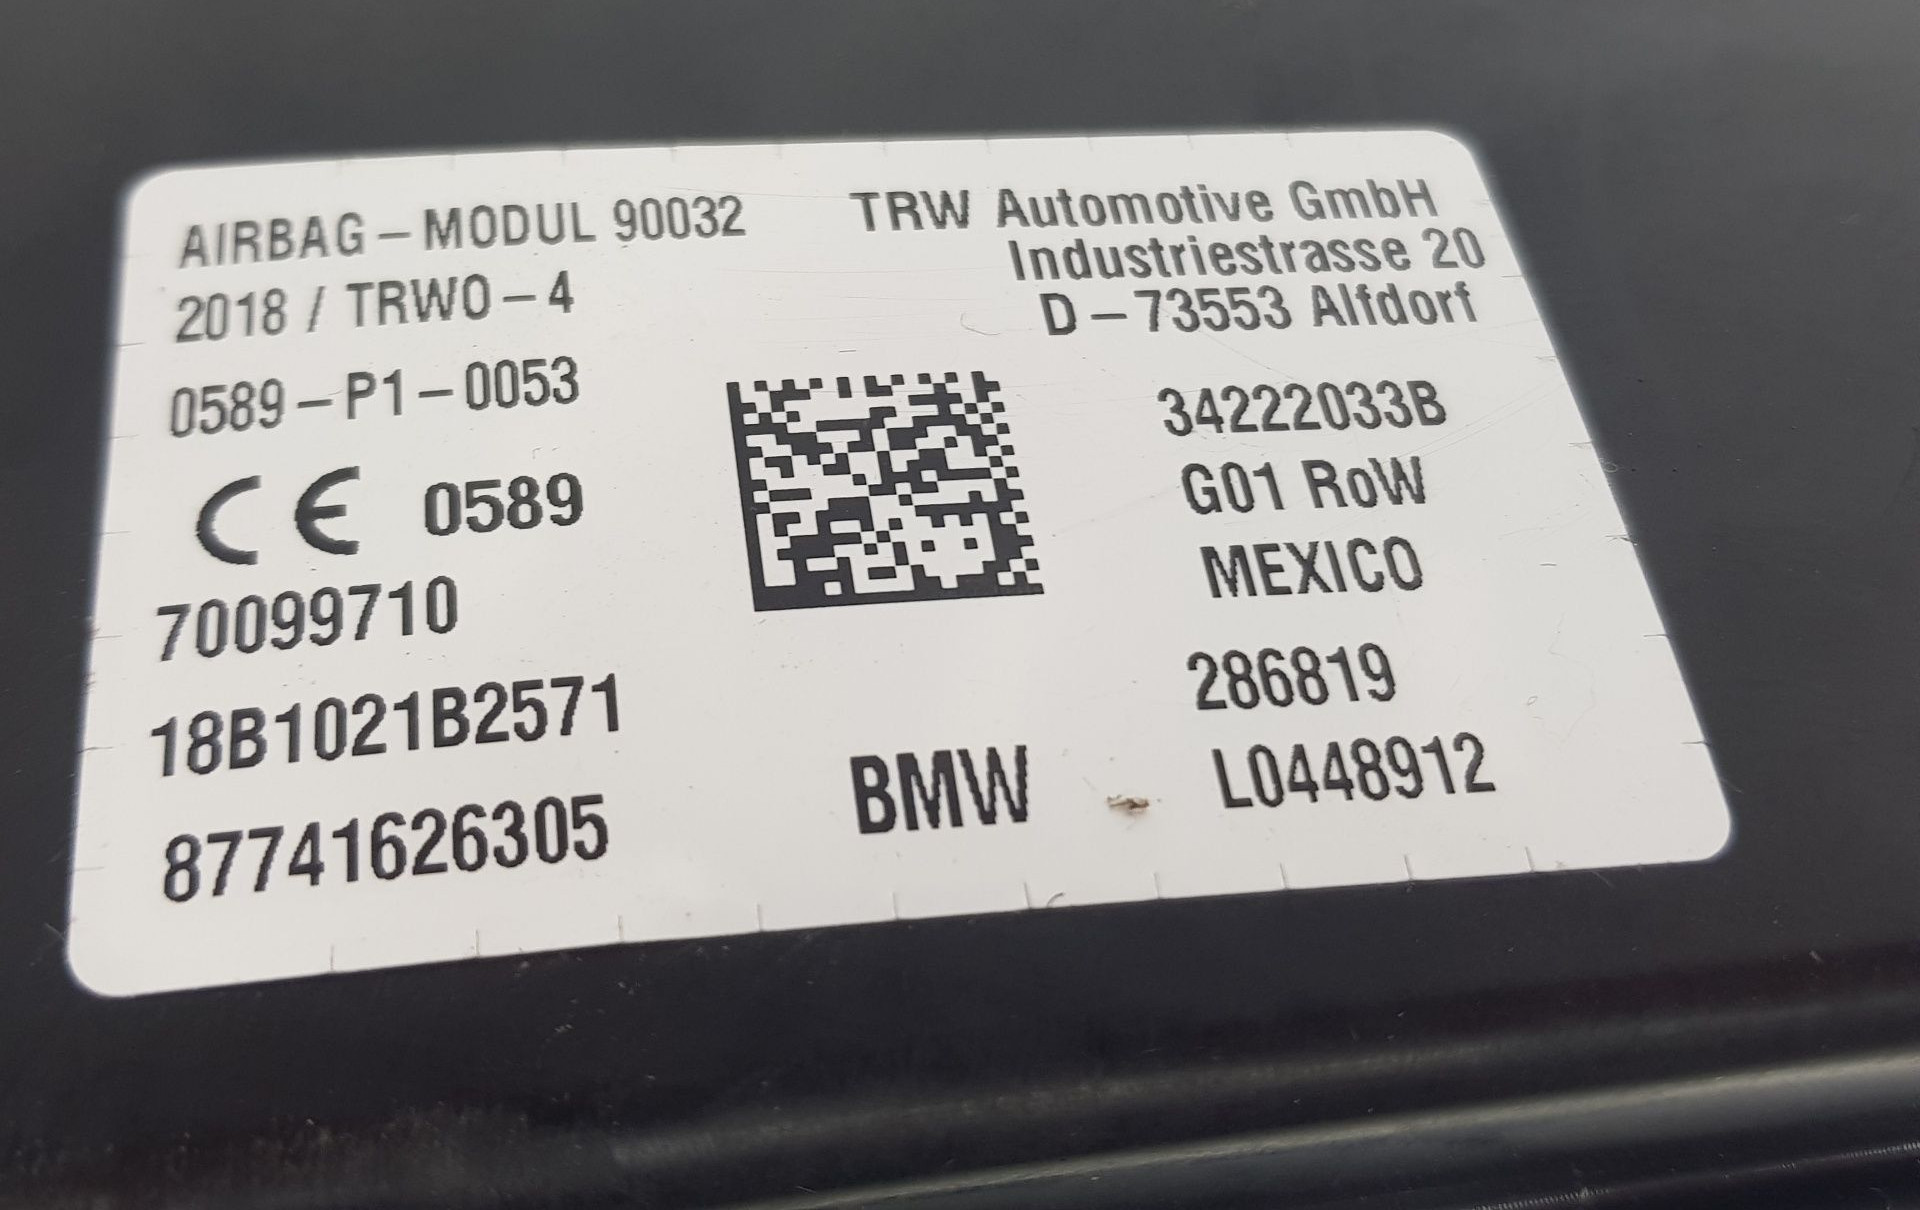 AIRBAG-MODUL 90032
2018 / TRWO-4
0589-P1-0053
CE 0589
70099710
18B1021B2571
87741626305
BMW
TRW Automotive GmbH
Industriestrasse 20
D-73553 Alfdorf
34222033B
G01 RoW
MEXICO
286819
L0448912